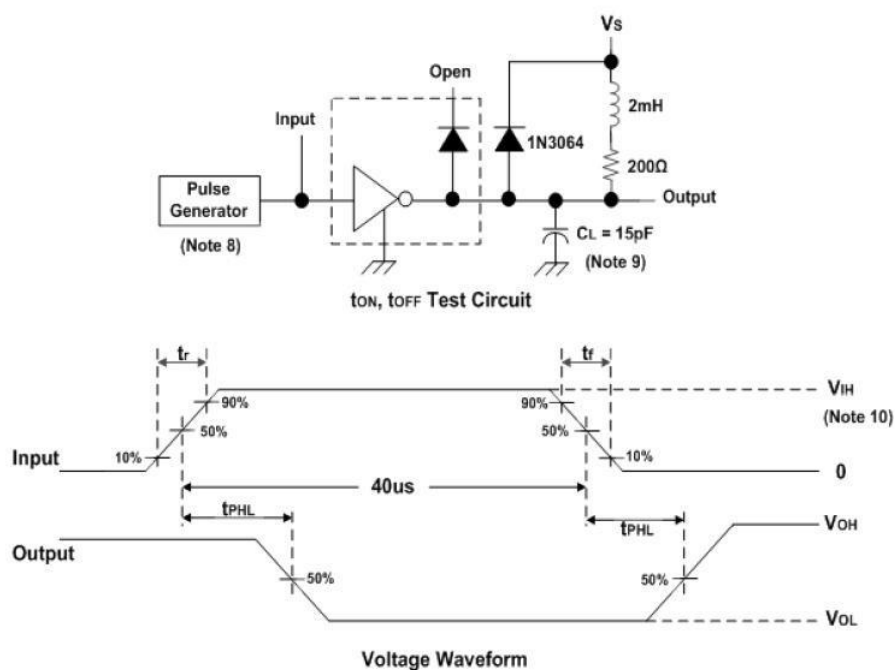 Vs
Open
2mH
Input
1N3064
200Ω
Pulse
Generator
Output
(Note 8)
CL = 15pF
(Note 9)
tON, tOFF Test Circuit
tr
tf
90%
90%
VIH
(Note 10)
50%
50%
Input
10%
10%
0
40us
tPHL
tPHL
VOH
Output
50%
50%
VOL
Voltage Waveform